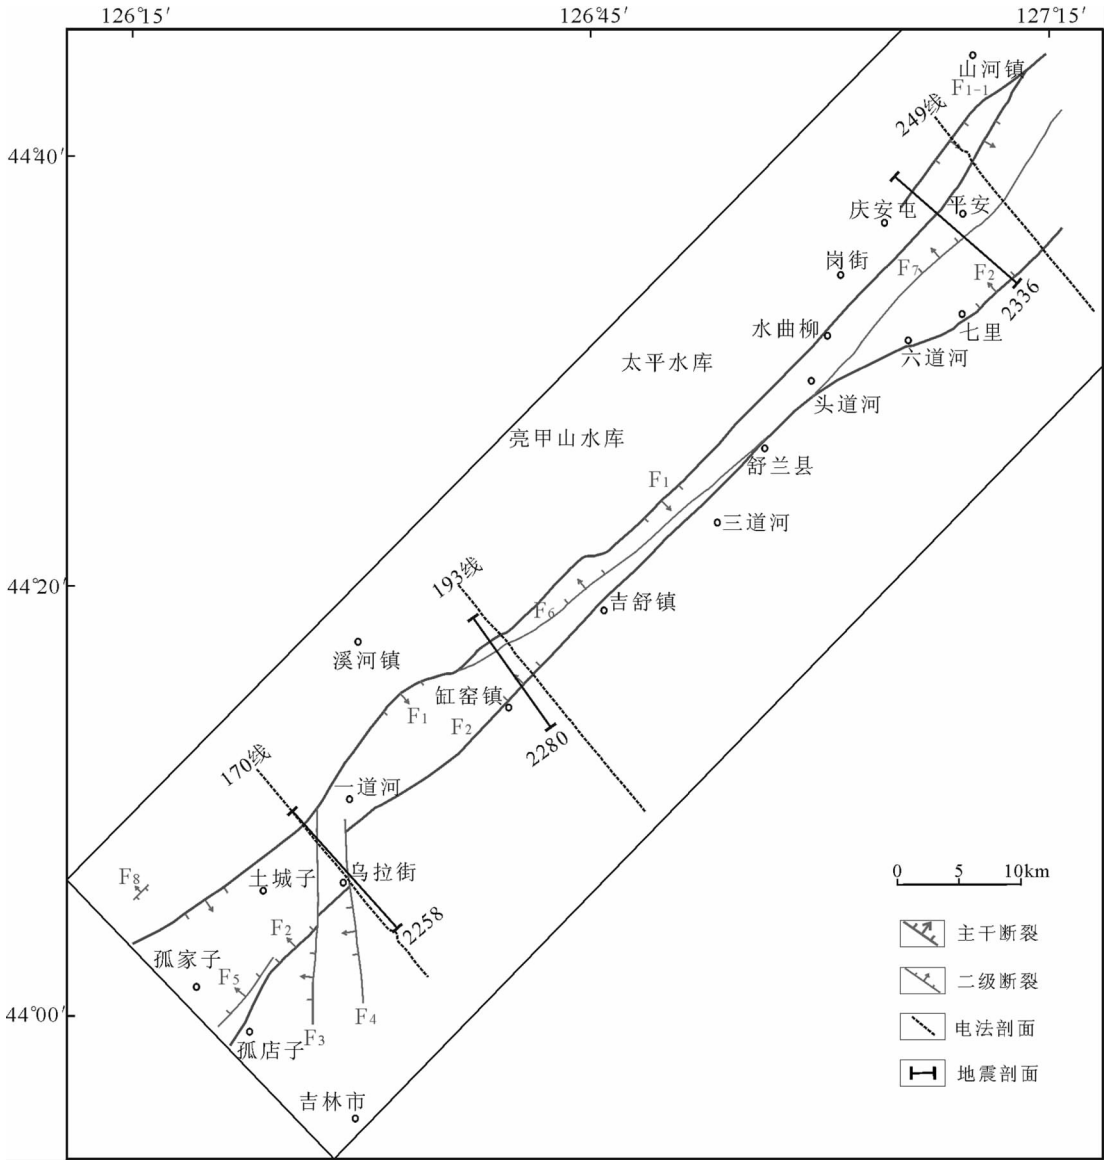 126°15′
126°45′
127°15′
山河镇
F1-1
249线
44°40′
庆安屯
平安
岗街
F7
F2
2336
水曲柳
七里
太平水库
六道河
头道河
亮甲山水库
舒兰县
F1
三道河
44°20′
193线
F6
吉舒镇
溪河镇
缸窑镇
F1
F2
2280
170线
一道河
F8
土城子
乌拉街
0 5 10km
2258
F2
主干断裂
孤家子
F5
二级断裂
44°00′
F4
电法剖面
F3
孤店子
地震剖面
吉林市